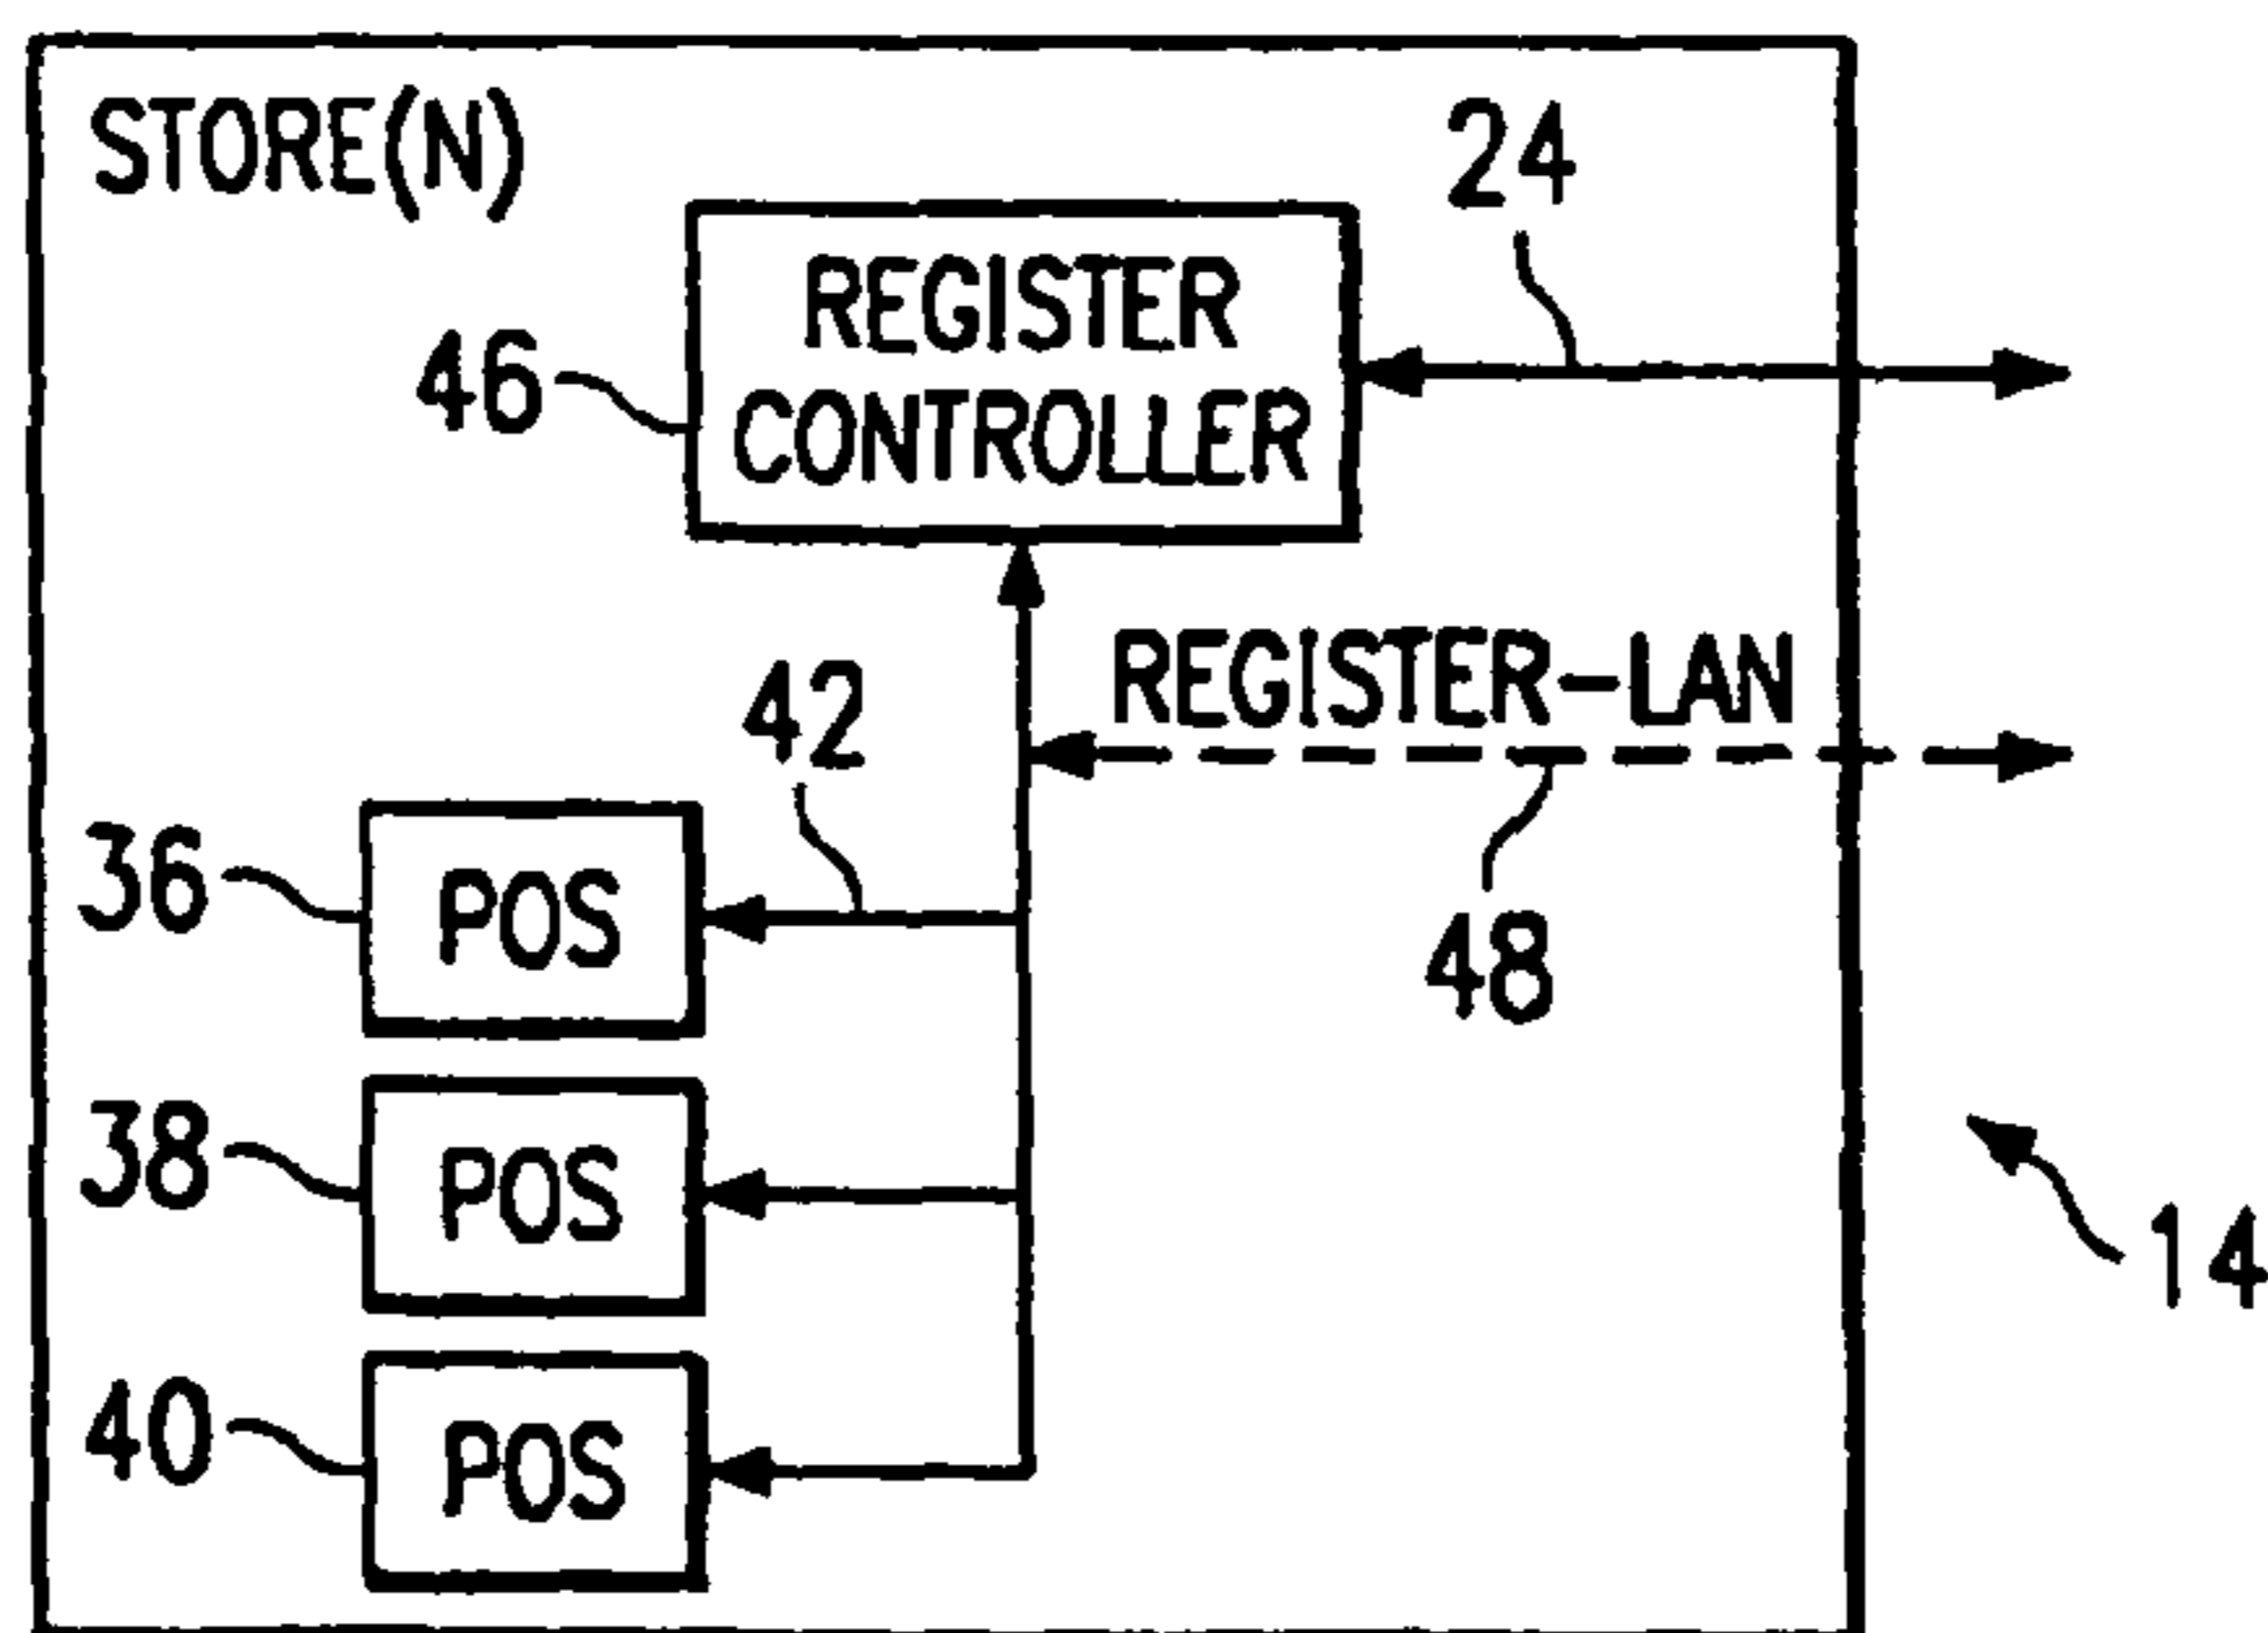 STORE(N)
24
REGISTER
CONTROLLER
46
REGISTER-LAN
42
36
POS
48
38
POS
14
40
POS